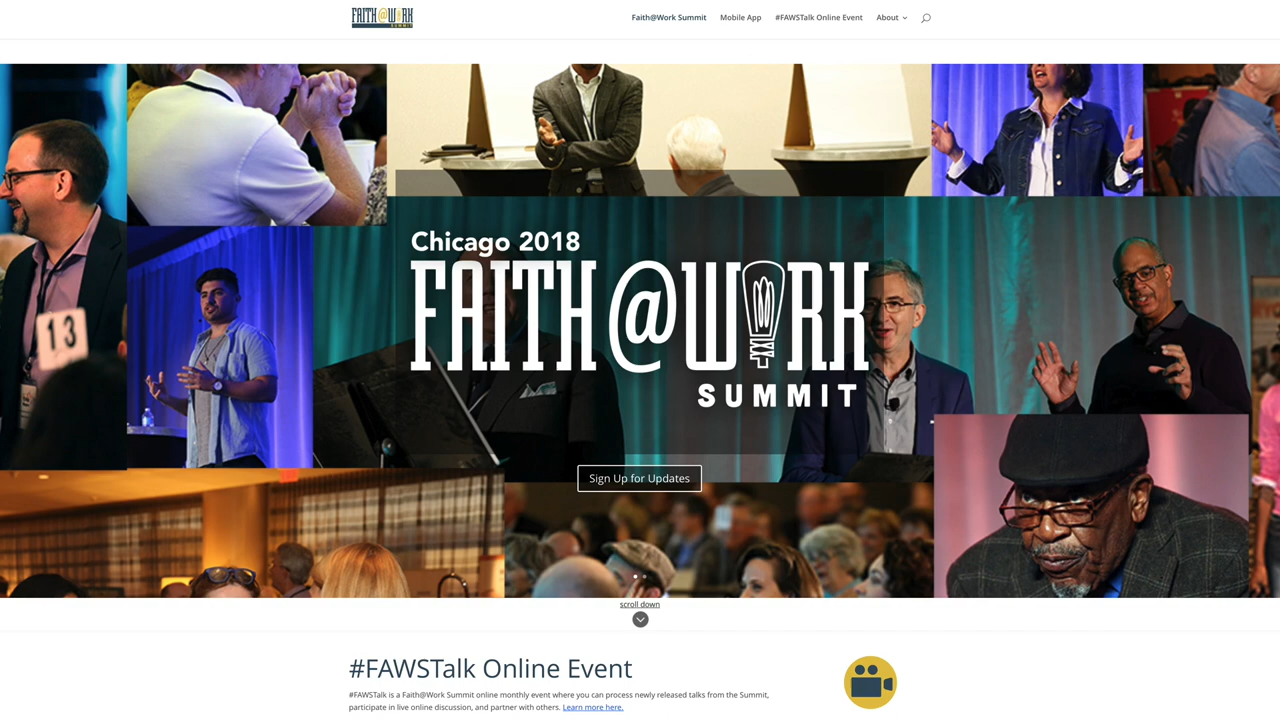 FAITH@WORK
SUMMIT
Faith@Work Summit
Mobile App
#FAWSTalk Online Event
About
13
Chicago 2018
FAITH@WORK
SUMMIT
Sign Up for Updates
scroll down
#FAWSTalk Online Event
#FAWSTalk is a Faith@Work Summit online monthly event where you can process newly released talks from the Summit,
participate in live online discussion, and partner with others. Learn more here.